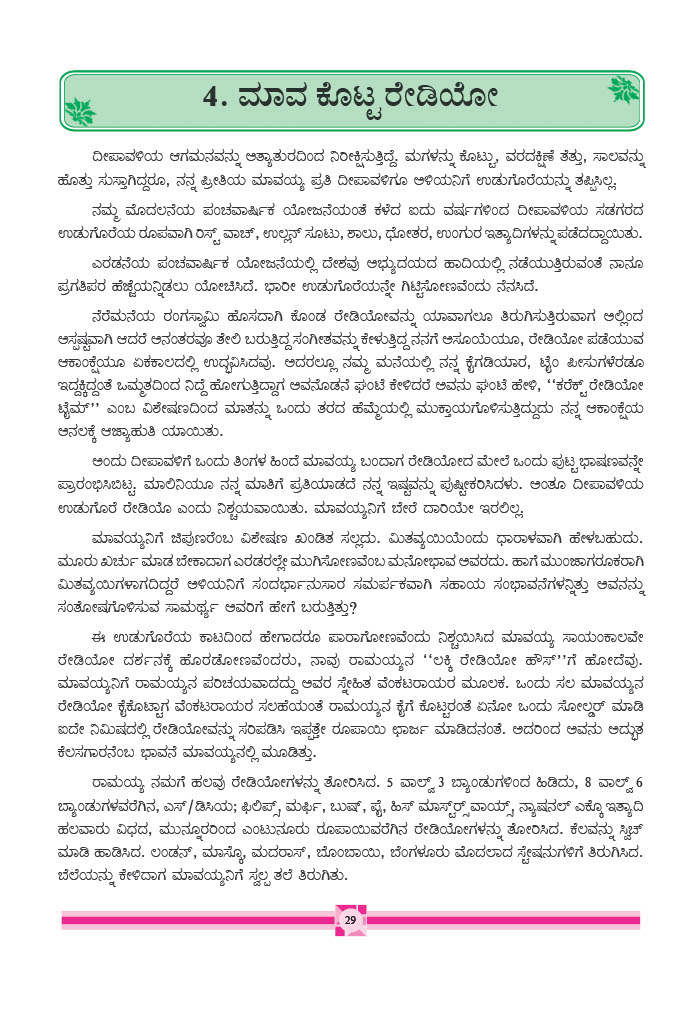 4. ಮಾವ ಕೊಟ್ಟ ರೇಡಿಯೋ
ದೀಪಾವಳಿಯ ಆಗಮನವನ್ನು ಅತ್ಯಾತುರದಿಂದ ನಿರೀಕ್ಷಿಸುತ್ತಿದ್ದೆ. ಮಗಳನ್ನು ಕೊಟ್ಟು, ವರದಕ್ಷಿಣೆ ತೆತ್ತು, ಸಾಲವನ್ನು
ಹೊತ್ತು ಸುಸ್ತಾಗಿದ್ದರೂ, ನನ್ನ ಪ್ರೀತಿಯ ಮಾವಯ್ಯ ಪ್ರತಿ ದೀಪಾವಳಿಗೂ ಅಳಿಯನಿಗೆ ಉಡುಗೊರೆಯನ್ನು ತಪ್ಪಿಸಿಲ್ಲ.
ನಮ್ಮ ಮೊದಲನೆಯ ಪಂಚವಾರ್ಷಿಕ ಯೋಜನೆಯಂತೆ ಕಳೆದ ಐದು ವರ್ಷಗಳಿಂದ ದೀಪಾವಳಿಯ ಸಡಗರದ
ಉಡುಗೊರೆಯ ರೂಪವಾಗಿ ರಿಸ್ಟ್ ವಾಚ್, ಉಲ್ಲನ್ ಸೂಟು, ಶಾಲು, ಧೋತರ, ಉಂಗುರ ಇತ್ಯಾದಿಗಳನ್ನು ಪಡೆದದ್ದಾಯಿತು.
ಎರಡನೆಯ ಪಂಚವಾರ್ಷಿಕ ಯೋಜನೆಯಲ್ಲಿ ದೇಶವು ಅಭ್ಯುದಯದ ಹಾದಿಯಲ್ಲಿ ನಡೆಯುತ್ತಿರುವಂತೆ ನಾನೂ
ಪ್ರಗತಿಪರ ಹೆಜ್ಜೆಯನ್ನಿಡಲು ಯೋಚಿಸಿದೆ. ಭಾರೀ ಉಡುಗೊರೆಯನ್ನೇ ಗಿಟ್ಟಿಸೋಣವೆಂದು ನೆನಸಿದೆ.
ನೆರೆಮನೆಯ ರಂಗಸ್ವಾಮಿ ಹೊಸದಾಗಿ ಕೊಂಡ ರೇಡಿಯೋವನ್ನು ಯಾವಾಗಲೂ ತಿರುಗಿಸುತ್ತಿರುವಾಗ ಅಲ್ಲಿಂದ
ಅಸ್ಪಷ್ಟವಾಗಿ ಆದರೆ ಅನಂತರವೂ ತೇಲಿ ಬರುತ್ತಿದ್ದ ಸಂಗೀತವನ್ನು ಕೇಳುತ್ತಿದ್ದ ನನಗೆ ಅಸೂಯೆಯೂ, ರೇಡಿಯೋ ಪಡೆಯುವ
ಆಕಾಂಕ್ಷೆಯೂ ಏಕಕಾಲದಲ್ಲಿ ಉದ್ಭವಿಸಿದವು. ಅದರಲ್ಲೂ ನಮ್ಮ ಮನೆಯಲ್ಲಿ ನನ್ನ ಕೈಗಡಿಯಾರ, ಟೈಂ ಪೀಸುಗಳೆರಡೂ
ಇದ್ದಕ್ಕಿದ್ದಂತೆ ಒಮ್ಮತದಿಂದ ನಿದ್ದೆ ಹೋಗುತ್ತಿದ್ದಾಗ ಅವನೊಡನೆ ಘಂಟೆ ಕೇಳಿದರೆ ಅವನು ಘಂಟೆ ಹೇಳಿ, ‘‘ಕರೆಕ್ಟ್ ರೇಡಿಯೋ
ಟೈಮ್’’ ಎಂಬ ವಿಶೇಷಣದಿಂದ ಮಾತನ್ನು ಒಂದು ತರದ ಹೆಮ್ಮೆಯಲ್ಲಿ ಮುಕ್ತಾಯಗೊಳಿಸುತ್ತಿದ್ದುದು ನನ್ನ ಆಕಾಂಕ್ಷೆಯ
ಅನಲಕ್ಕೆ ಆಜ್ಯಾಹುತಿ ಯಾಯಿತು.
ಅಂದು ದೀಪಾವಳಿಗೆ ಒಂದು ತಿಂಗಳ ಹಿಂದೆ ಮಾವಯ್ಯ ಬಂದಾಗ ರೇಡಿಯೋದ ಮೇಲೆ ಒಂದು ಪುಟ್ಟ ಭಾಷಣವನ್ನೇ
ಪ್ರಾರಂಭಿಸಿಬಿಟ್ಟ. ಮಾಲಿನಿಯೂ ನನ್ನ ಮಾತಿಗೆ ಪ್ರತಿಯಾಡದೆ ನನ್ನ ಇಷ್ಟವನ್ನು ಪುಷ್ಟೀಕರಿಸಿದಳು. ಅಂತೂ ದೀಪಾವಳಿಯ
ಉಡುಗೊರೆ ರೇಡಿಯೊ ಎಂದು ನಿಶ್ಚಯವಾಯಿತು. ಮಾವಯ್ಯನಿಗೆ ಬೇರೆ ದಾರಿಯೇ ಇರಲಿಲ್ಲ.
ಮಾವಯ್ಯನಿಗೆ ಜಿಪುಣರೆಂಬ ವಿಶೇಷಣ ಖಂಡಿತ ಸಲ್ಲದು. ಮಿತವ್ಯಯಿಯೆಂದು ಧಾರಾಳವಾಗಿ ಹೇಳಬಹುದು.
ಮೂರು ಖರ್ಚು ಮಾಡ ಬೇಕಾದಾಗ ಎರಡರಲ್ಲೇ ಮುಗಿಸೋಣವೆಂಬ ಮನೋಭಾವ ಅವರದು. ಹಾಗೆ ಮುಂಜಾಗರೂಕರಾಗಿ
ಮಿತವ್ಯಯಿಗಳಾಗದಿದ್ದರೆ ಅಳಿಯನಿಗೆ ಸಂದರ್ಭಾನುಸಾರ ಸಮರ್ಪಕವಾಗಿ ಸಹಾಯ ಸಂಭಾವನೆಗಳನ್ನಿತ್ತು ಅವನನ್ನು
ಸಂತೋಷಗೊಳಿಸುವ ಸಾಮರ್ಥ್ಯ ಅವರಿಗೆ ಹೇಗೆ ಬರುತ್ತಿತ್ತು?
ಈ ಉಡುಗೊರೆಯ ಕಾಟದಿಂದ ಹೇಗಾದರೂ ಪಾರಾಗೋಣವೆಂದು ನಿಶ್ಚಯಿಸಿದ ಮಾವಯ್ಯ ಸಾಯಂಕಾಲವೇ
ರೇಡಿಯೋ ದರ್ಶನಕ್ಕೆ ಹೊರಡೋಣವೆಂದರು, ನಾವು ರಾಮಯ್ಯನ ‘‘ಲಕ್ಕಿ ರೇಡಿಯೋ ಹೌಸ್’’ಗೆ ಹೋದೆವು.
ಮಾವಯ್ಯನಿಗೆ ರಾಮಯ್ಯನ ಪರಿಚಯವಾದದ್ದು ಅವರ ಸ್ನೇಹಿತ ವೆಂಕಟರಾಯರ ಮೂಲಕ. ಒಂದು ಸಲ ಮಾವಯ್ಯನ
ರೇಡಿಯೋ ಕೈಕೊಟ್ಟಾಗ ವೆಂಕಟರಾಯರ ಸಲಹೆಯಂತೆ ರಾಮಯ್ಯನ ಕೈಗೆ ಕೊಟ್ಟರಂತೆ ಏನೋ ಒಂದು ಸೋಲ್ಡರ್ ಮಾಡಿ
ಐದೇ ನಿಮಿಷದಲ್ಲಿ ರೇಡಿಯೋವನ್ನು ಸರಿಪಡಿಸಿ ಇಪ್ಪತ್ತೇ ರೂಪಾಯಿ ಛಾರ್ಜ ಮಾಡಿದನಂತೆ. ಅದರಿಂದ ಅವನು ಅದ್ಭುತ
ಕೆಲಸಗಾರನೆಂಬ ಭಾವನೆ ಮಾವಯ್ಯನಲ್ಲಿ ಮೂಡಿತ್ತು.
ರಾಮಯ್ಯ ನಮಗೆ ಹಲವು ರೇಡಿಯೋಗಳನ್ನು ತೋರಿಸಿದ. 5 ವಾಲ್ವ್ 3 ಬ್ಯಾಂಡುಗಳಿಂದ ಹಿಡಿದು, 8 ವಾಲ್ವ್ 6
ಬ್ಯಾಂಡುಗಳವರೆಗಿನ, ಎಸ್/ಡಿಸಿಯ; ಫಿಲಿಪ್ಸ್, ಮರ್ಫಿ, ಬುಷ್, ಪೈ, ಹಿಸ್ ಮಾಸ್ಟರ್‍ಸ್ ವಾಯ್ಸ್, ನ್ಯಾಷನಲ್ ಎಕ್ಕೊ ಇತ್ಯಾದಿ
ಹಲವಾರು ವಿಧದ, ಮುನ್ನೂರರಿಂದ ಎಂಟುನೂರು ರೂಪಾಯಿವರೆಗಿನ ರೇಡಿಯೋಗಳನ್ನು ತೋರಿಸಿದ. ಕೆಲವನ್ನು ಸ್ವಿಚ್
ಮಾಡಿ ಹಾಡಿಸಿದ. ಲಂಡನ್, ಮಾಸ್ಕೊ, ಮದರಾಸ್, ಬೊಂಬಾಯಿ, ಬೆಂಗಳೂರು ಮೊದಲಾದ ಸ್ಟೇಷನುಗಳಿಗೆ ತಿರುಗಿಸಿದ.
ಬೆಲೆಯನ್ನು ಕೇಳಿದಾಗ ಮಾವಯ್ಯನಿಗೆ ಸ್ವಲ್ಪ ತಲೆ ತಿರುಗಿತು.
29